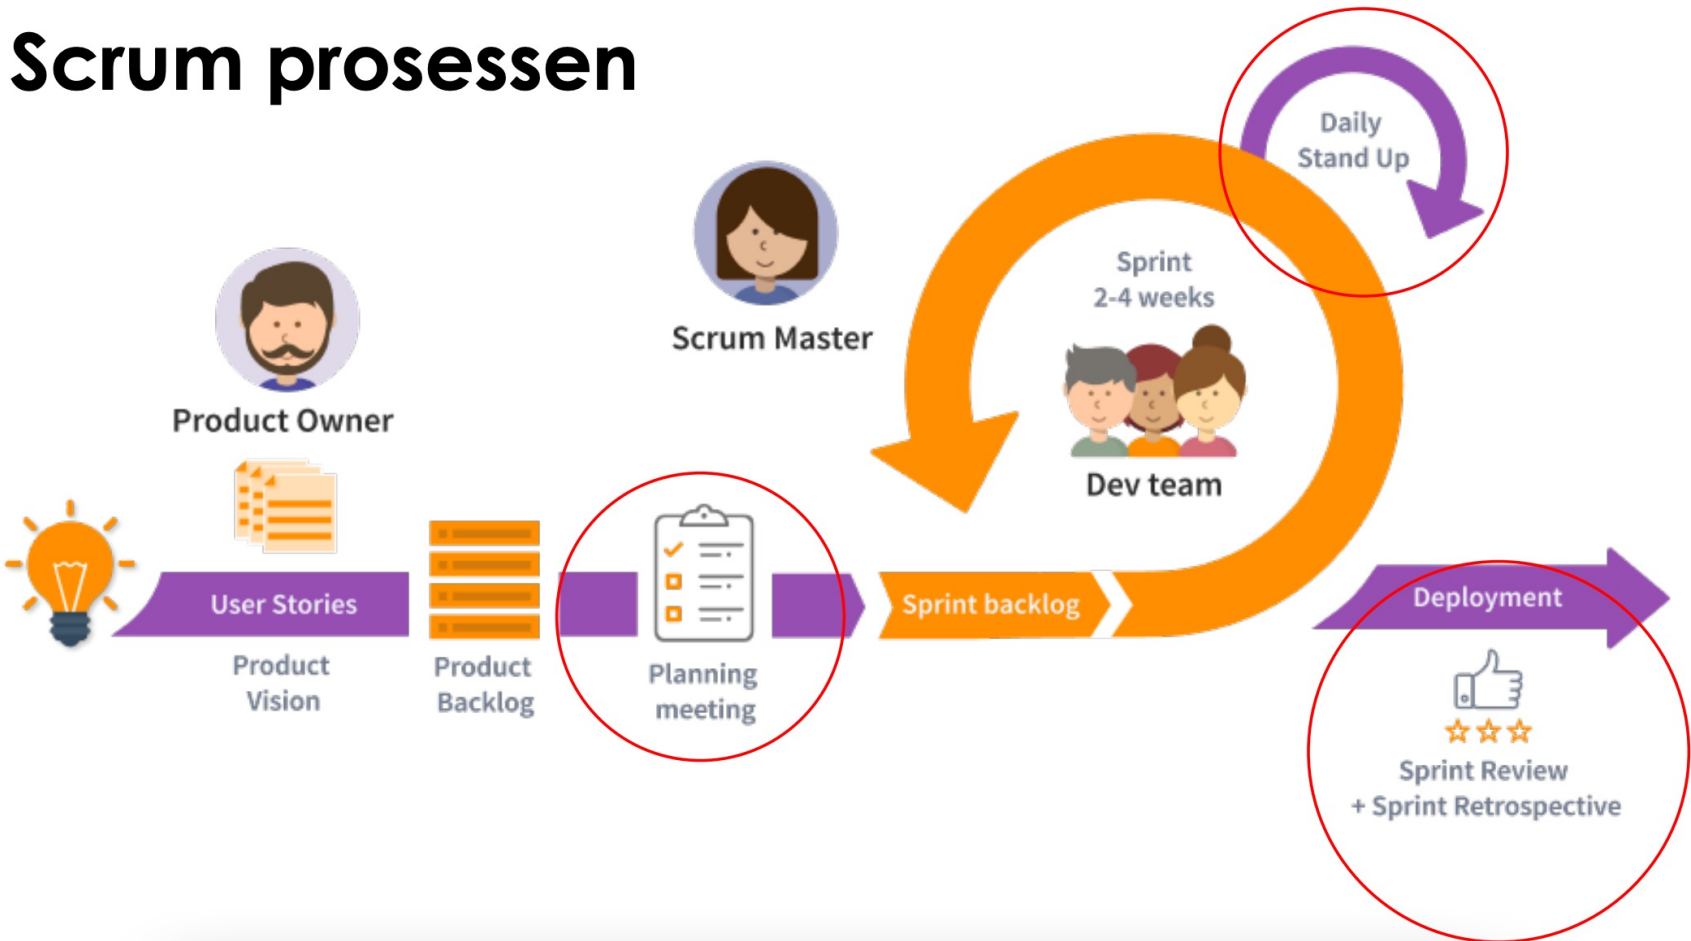 Scrum prosessen
Daily
Stand Up
Sprint
2-4 weeks
Scrum Master
Product Owner
Dev team
User Stories
Sprint backlog
Deployment
Product
Vision
Product
Backlog
Planning
meeting
Sprint Review
+ Sprint Retrospective